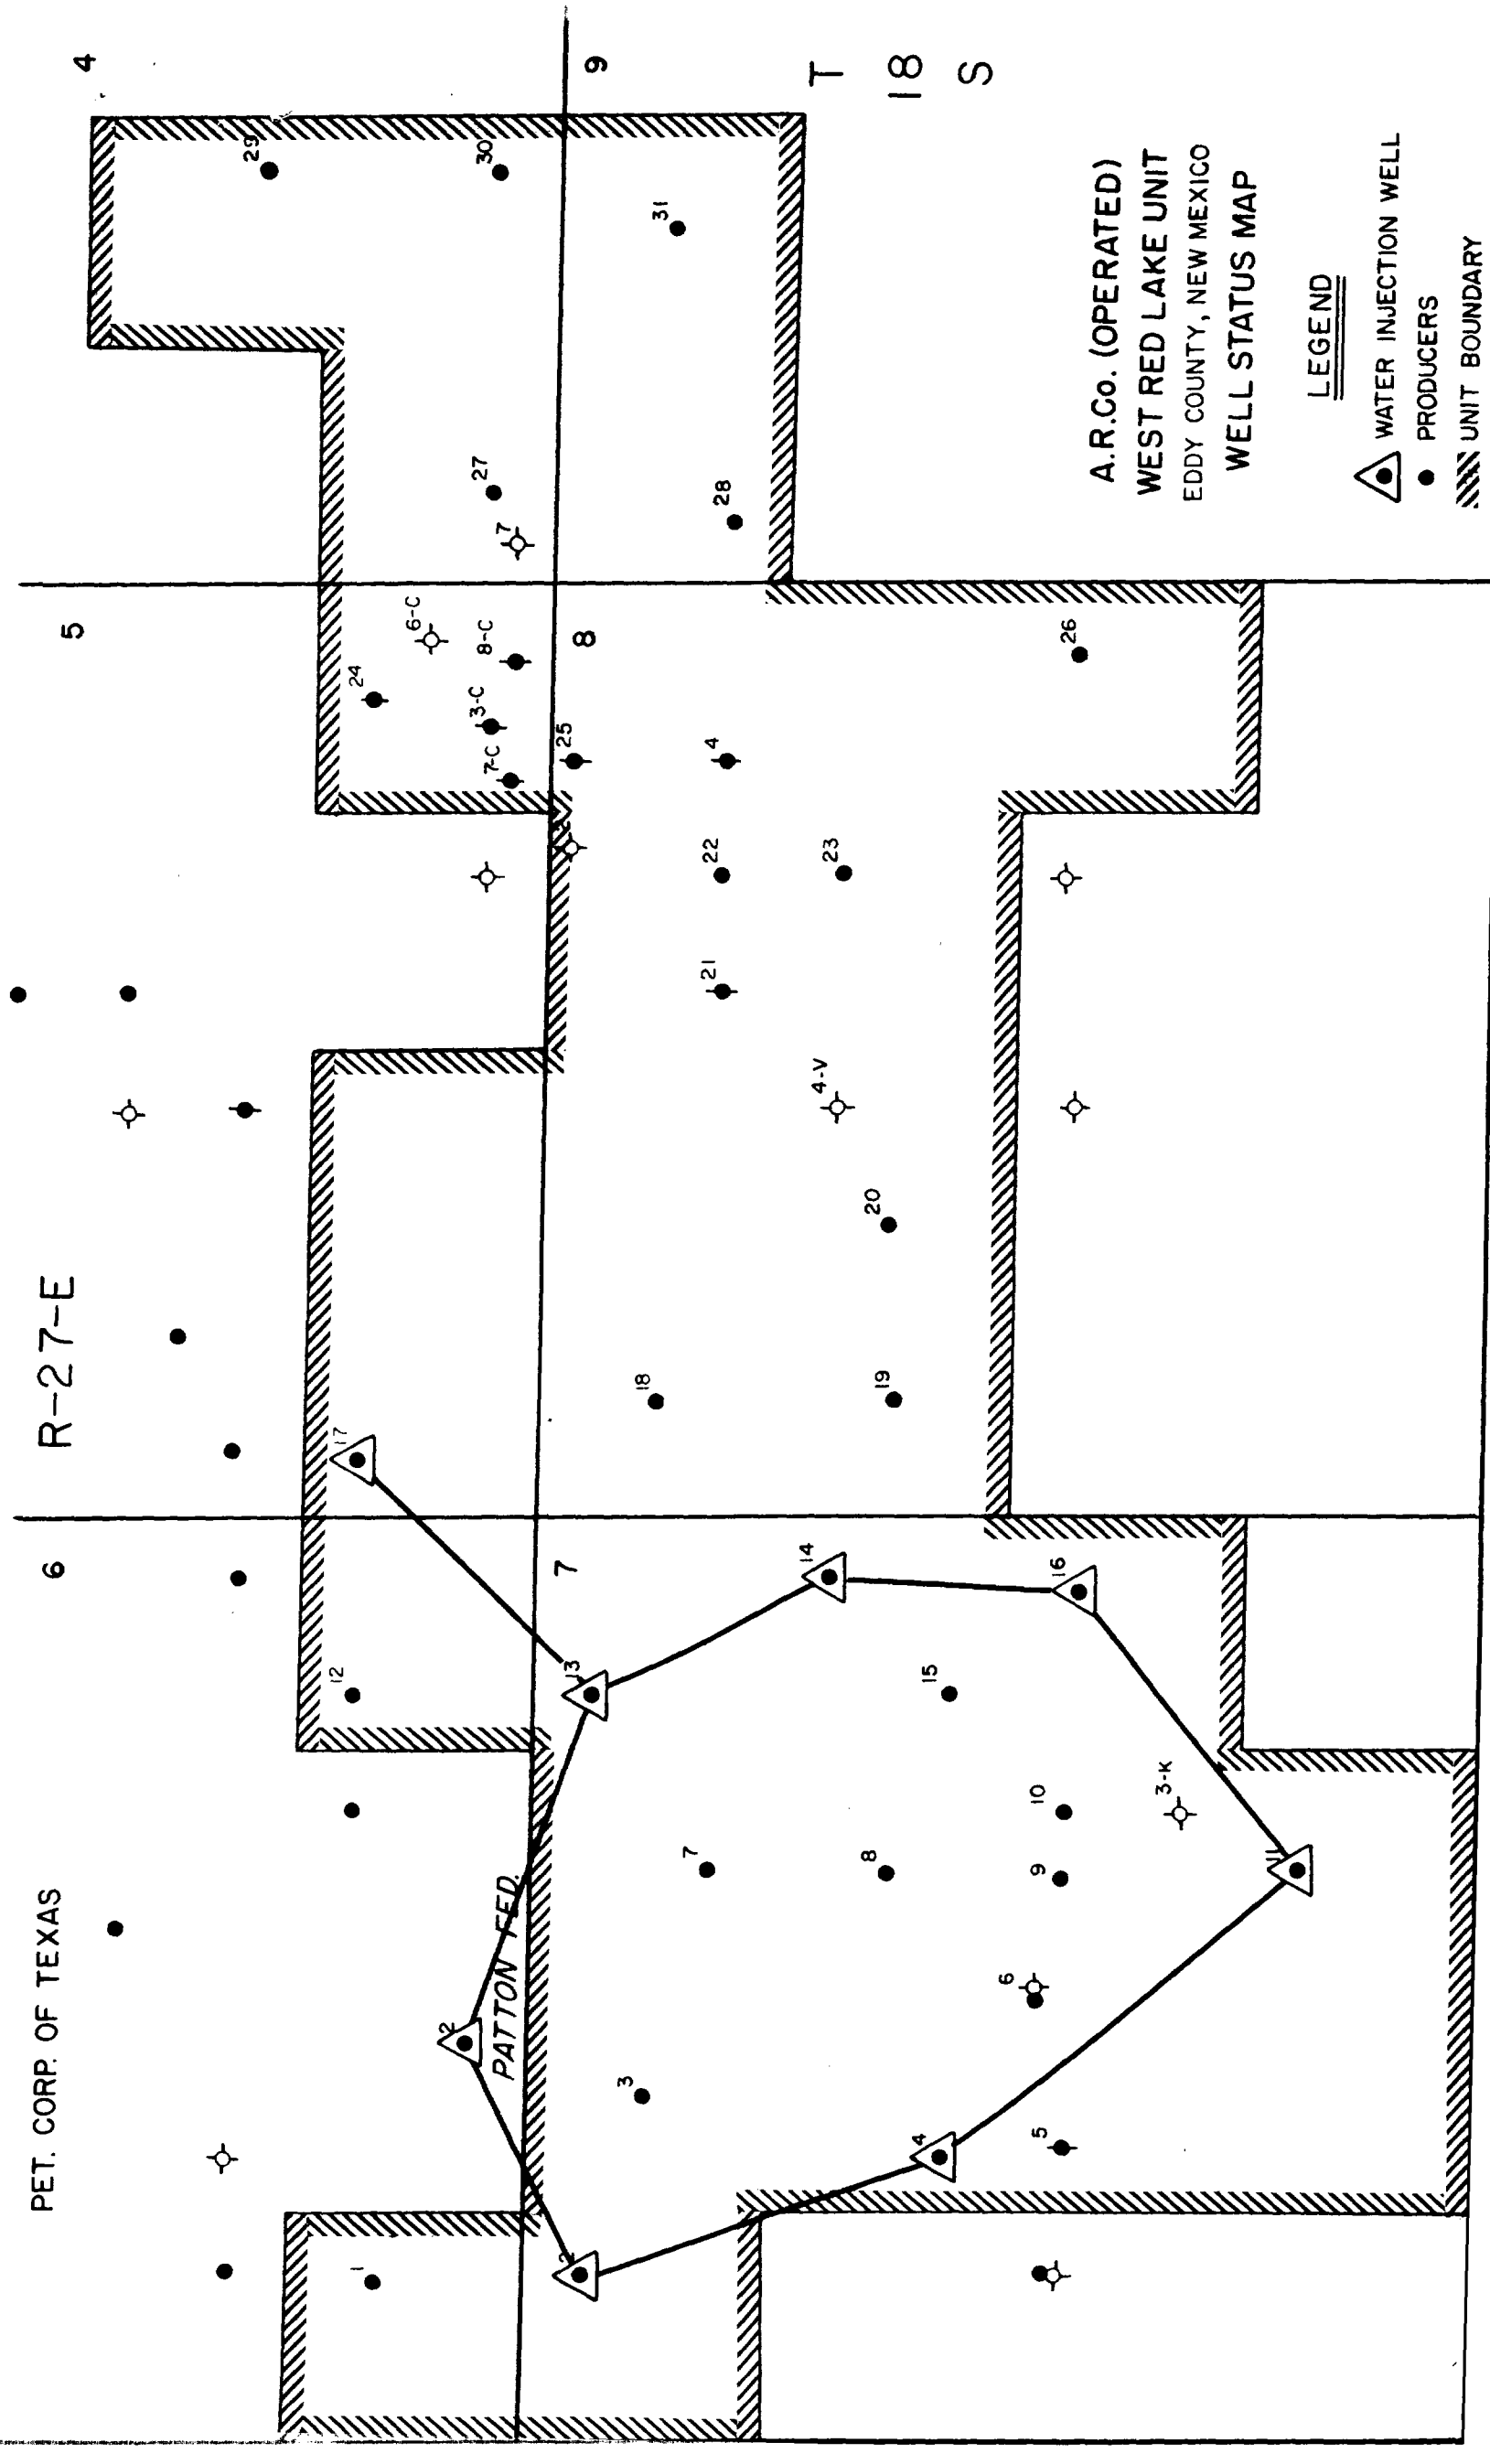 PET. CORP. OF TEXAS
R-27-E
6
5
4
7
8
9
T
18
S
PATTON FED.
1
2
2
3
4
5
6
7
8
9
10
11
3-K
12
13
14
15
16
17
18
19
20
4-V
21
22
23
4
24
25
7-C
3-C
8-C
6-C
26
7
27
28
29
30
31
A.R.Co. (OPERATED)
WEST RED LAKE UNIT
EDDY COUNTY, NEW MEXICO
WELL STATUS MAP
LEGEND
WATER INJECTION WELL
PRODUCERS
UNIT BOUNDARY